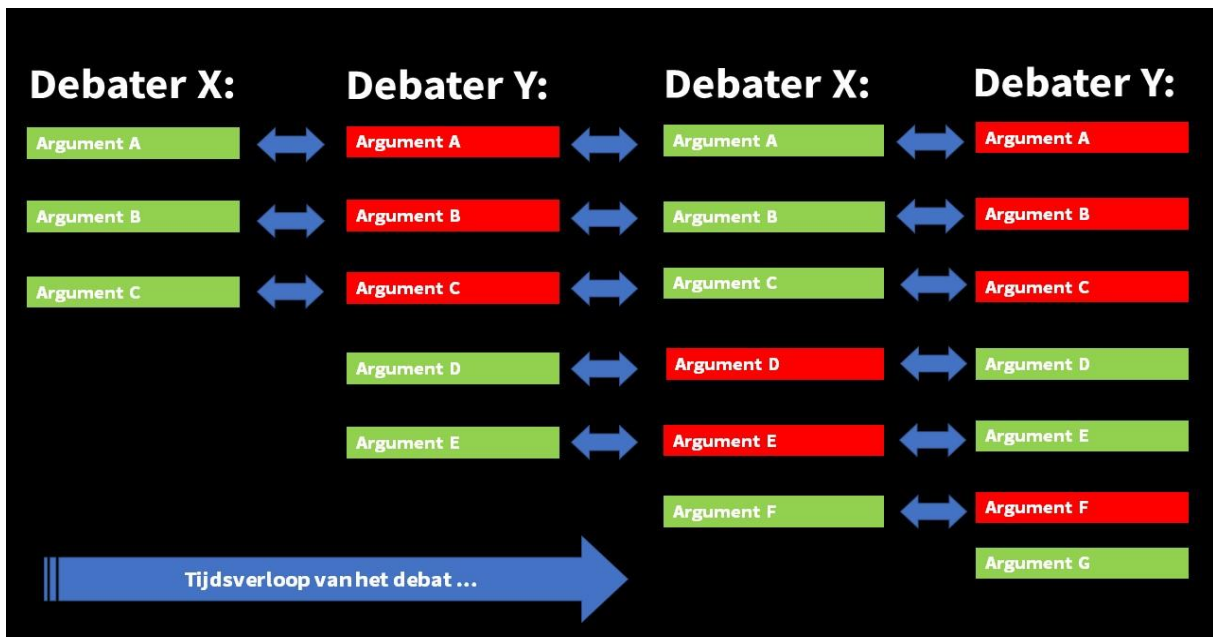 Debater X:
Debater Y:
Debater X:
Debater Y:
Argument A
Argument A
Argument A
Argument A
Argument B
Argument B
Argument B
Argument B
Argument C
Argument C
Argument C
Argument C
Argument D
Argument D
Argument D
Argument E
Argument E
Argument E
Argument F
Argument F
Argument G
Tijdsverloop van het debat ...